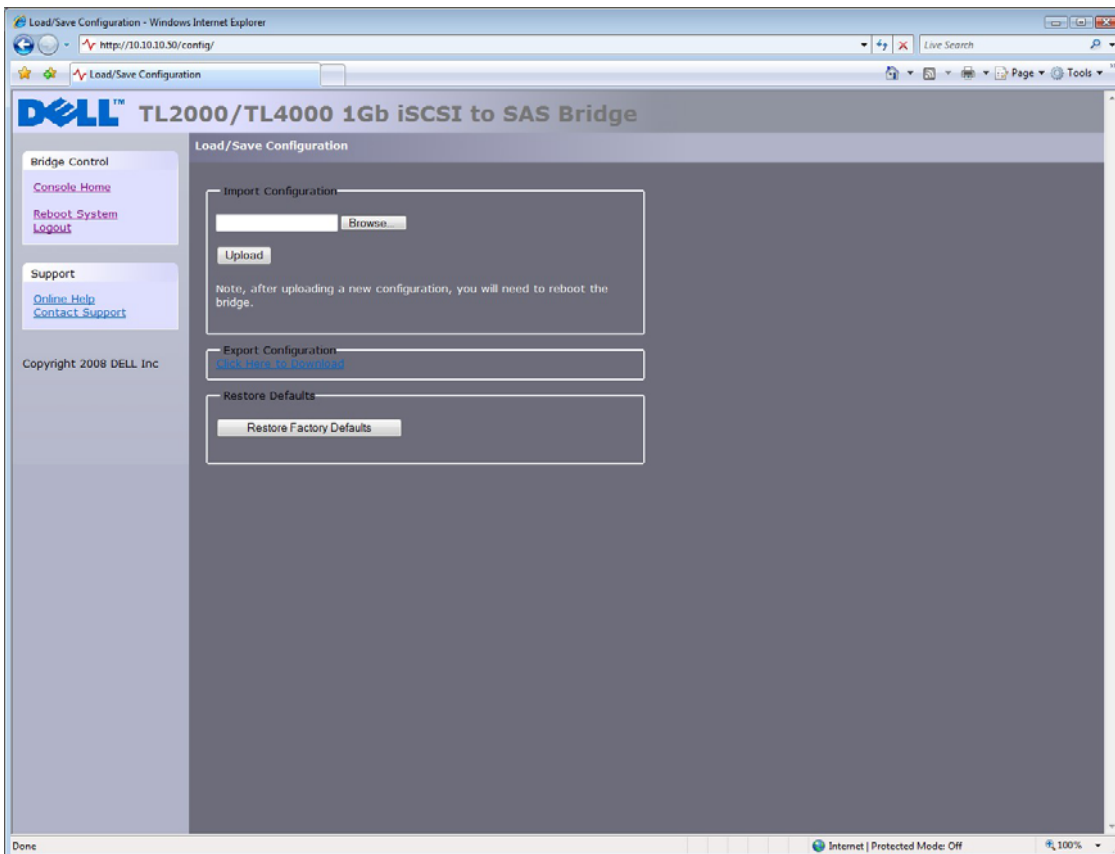 Load/Save Configuration - Windows Internet Explorer
http://10.10.10.50/config/
Live Search
Load/Save Configuration
Page
Tools
DELL™ TL2000/TL4000 1Gb iSCSI to SAS Bridge
Load/Save Configuration
Bridge Control
Console Home
Reboot System
Logout
Support
Online Help
Contact Support
Copyright 2008 DELL Inc
Import Configuration
Browse...
Upload
Note, after uploading a new configuration, you will need to reboot the
bridge.
Export Configuration
Click Here to Download
Restore Defaults
Restore Factory Defaults
Done
Internet | Protected Mode: Off
100%